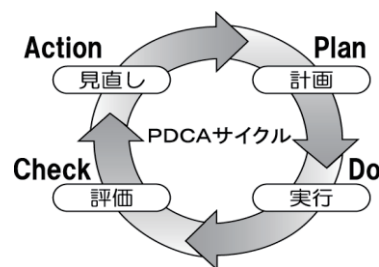 Action
見直し
Plan
計画
PDCAサイクル
Check
評価
Do
実行